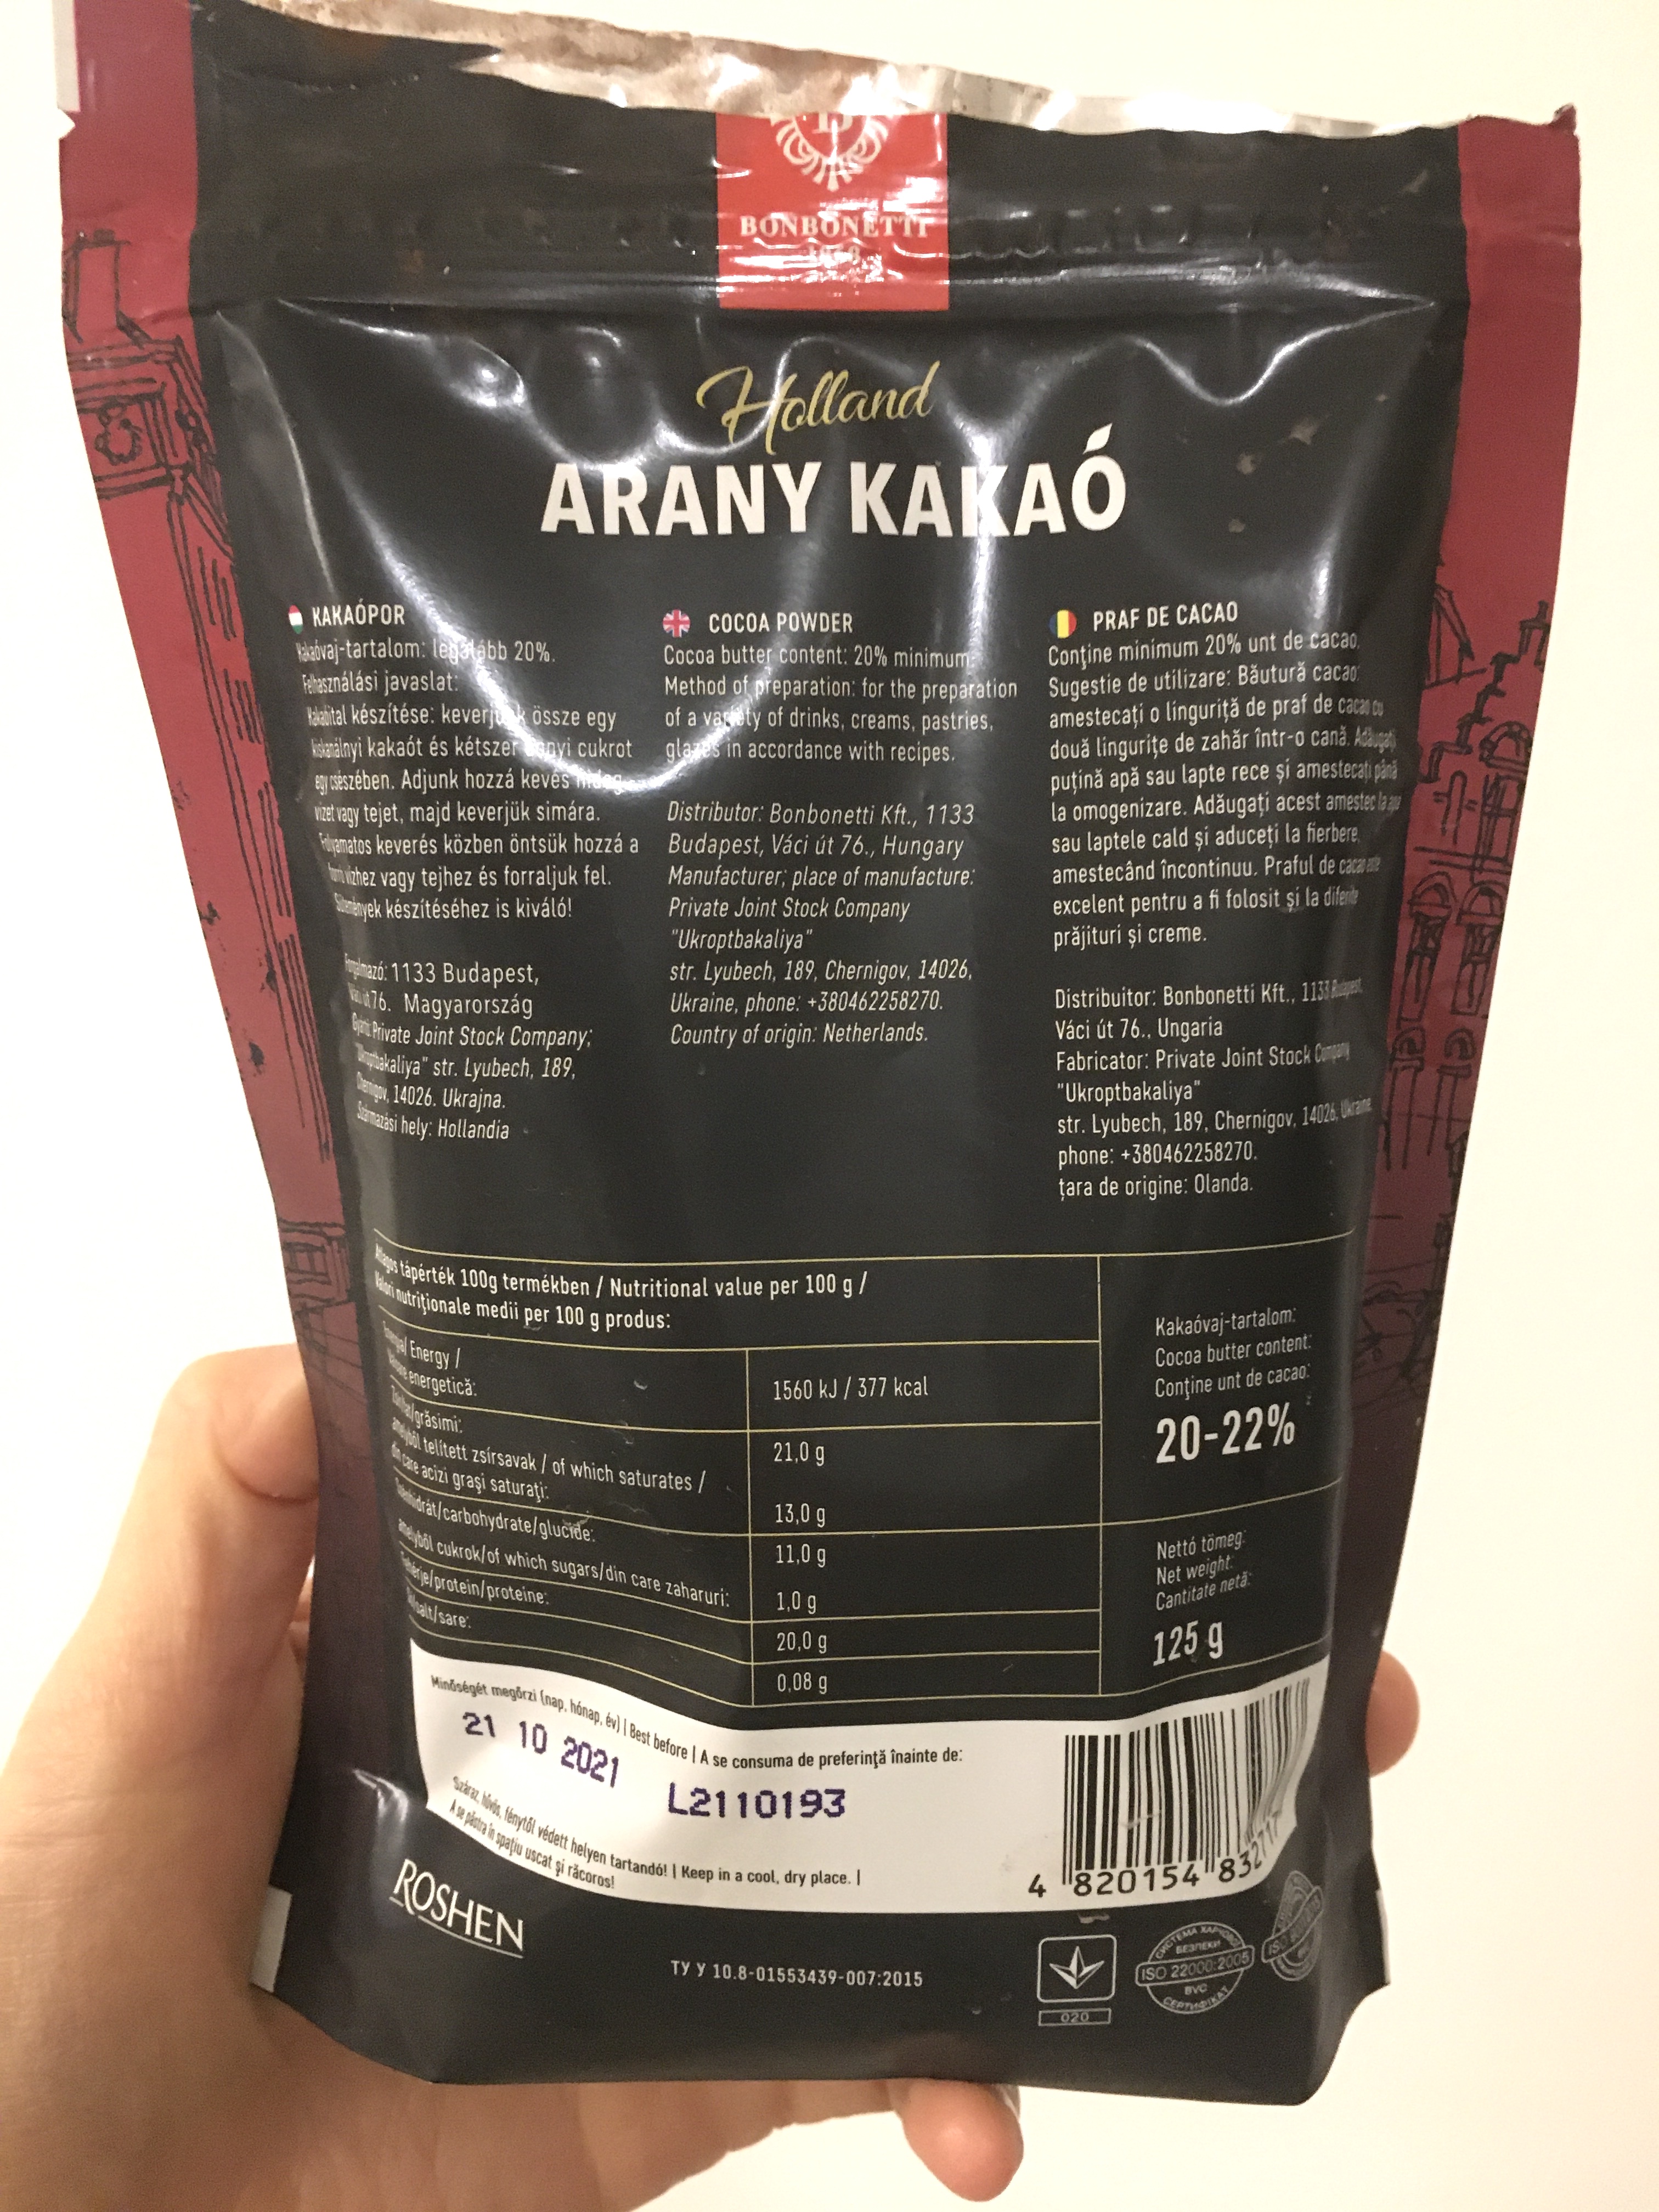 BONBONETTI
Holland
ARANY KAKAÓ
KAKAÓPOR
Kakaóvaj-tartalom: legalább 20%.
Felhasználási javaslat:
Kakaóital készítése: keverjünk össze egy
kiskanálnyi kakaót és kétszer annyi cukrot
egy csészében. Adjunk hozzá kevés hideg
vizet vagy tejet, majd keverjük simára.
Folyamatos keverés közben öntsük hozzá a
forró vízhez vagy tejhez és forraljuk fel.
Sütemények készítéséhez is kiváló!
Forgalmazó: 1133 Budapest,
Váci út 76. Magyarország
Gyártó: Private Joint Stock Company;
"Ukroptbakaliya" str. Lyubech, 189,
Chernigov, 14026. Ukrajna.
Származási hely: Hollandia
COCOA POWDER
Cocoa butter content: 20% minimum.
Method of preparation: for the preparation
of a variety of drinks, creams, pastries,
glazes in accordance with recipes.
Distributor: Bonbonetti Kft., 1133
Budapest, Váci út 76., Hungary
Manufacturer; place of manufacture:
Private Joint Stock Company
"Ukroptbakaliya"
str. Lyubech, 189, Chernigov, 14026,
Ukraine, phone: +380462258270.
Country of origin: Netherlands.
PRAF DE CACAO
Conţine minimum 20% unt de cacao.
Sugestie de utilizare: Băutură cacao:
amestecaţi o linguriţă de praf de cacao cu
două linguriţe de zahăr într-o cană. Adăugaţi
puţină apă sau lapte rece şi amestecaţi până
la omogenizare. Adăugaţi acest amestec la apa
sau laptele cald şi aduceţi la fierbere,
amestecând încontinuu. Praful de cacao este
excelent pentru a fi folosit şi la diferite
prăjituri şi creme.
Distribuitor: Bonbonetti Kft., 1133 Budapest,
Váci út 76., Ungaria
Fabricator: Private Joint Stock Company
"Ukroptbakaliya"
str. Lyubech, 189, Chernigov, 14026, Ukraine,
phone: +380462258270.
ţara de origine: Olanda.
Átlagos tápérték 100g termékben / Nutritional value per 100 g /
Valori nutriţionale medii per 100 g produs:
Energia/ Energy /
Valoare energetică:
1560 kJ / 377 kcal
Zsír/fat/grăsimi:
21,0 g
amelyből telített zsírsavak / of which saturates /
din care acizi graşi saturaţi:
13,0 g
Szénhidrát/carbohydrate/glucide:
11,0 g
amelyből cukrok/of which sugars/din care zaharuri:
1,0 g
Fehérje/protein/proteine:
20,0 g
Só/salt/sare:
0,08 g
Kakaóvaj-tartalom:
Cocoa butter content:
Conţine unt de cacao:
20-22%
Nettó tömeg:
Net weight:
Cantitate netă:
125 g
Minőségét megőrzi (nap, hónap, év) | Best before | A se consuma de preferinţă înainte de:
21 10 2021
L2110193
Száraz, hűvös, fénytől védett helyen tartandó! | Keep in a cool, dry place. |
A se păstra în spaţiu uscat şi răcoros!
4 820154 832717
ROSHEN
ТУ У 10.8-01553439-007:2015
020
СИСТЕМА ХАРЧОВОЇ
БЕЗПЕКИ
ISO 22000:2005
BVC
СЕРТИФІКАТ
ISO